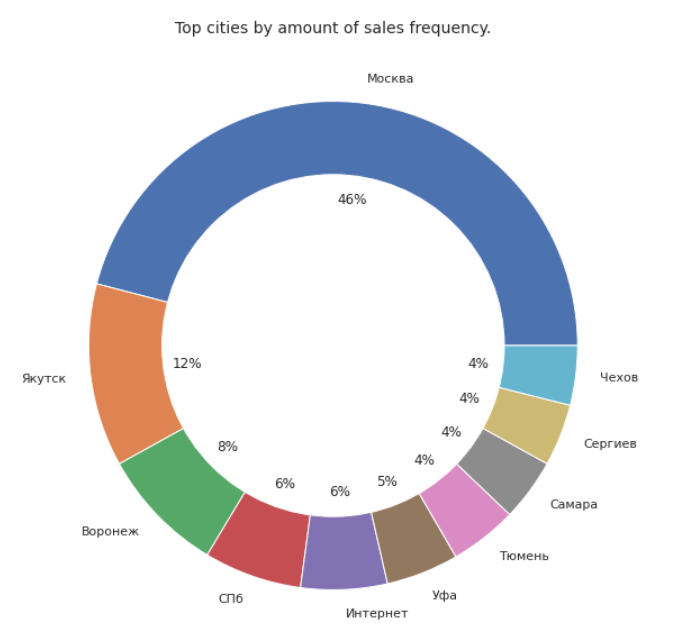 Top cities by amount of sales frequency.
Москва
46%
Якутск
12%
Воронеж
8%
СПб
6%
Интернет
6%
Уфа
5%
Тюмень
4%
Самара
4%
Сергиев
4%
Чехов
4%